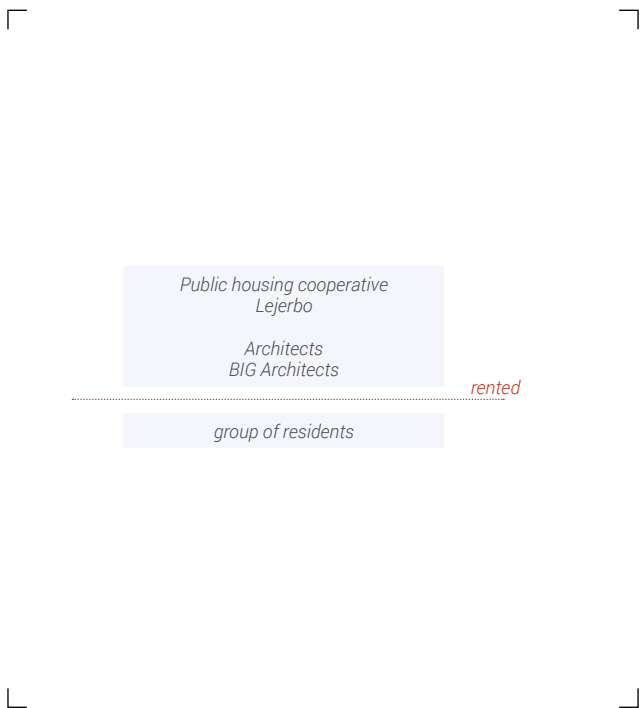 Public housing cooperative
Lejerbo
Architects
BIG Architects
rented
group of residents